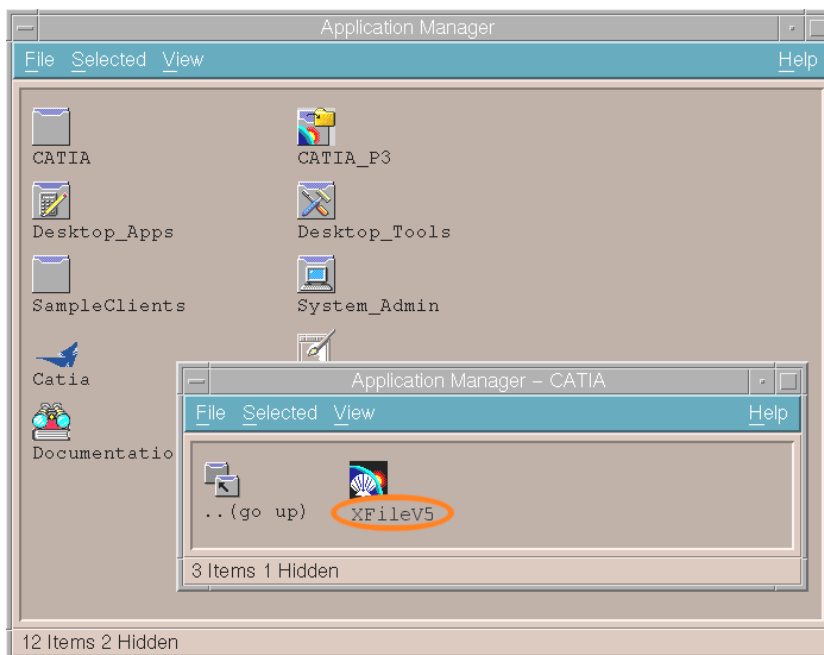 Application Manager
File Selected View Help
CATIA CATIA_P3
Desktop_Apps Desktop_Tools
SampleClients System_Admin
Catia
Documentatio
Application Manager – CATIA
File Selected View Help
..(go up) XFileV5
3 Items 1 Hidden
12 Items 2 Hidden